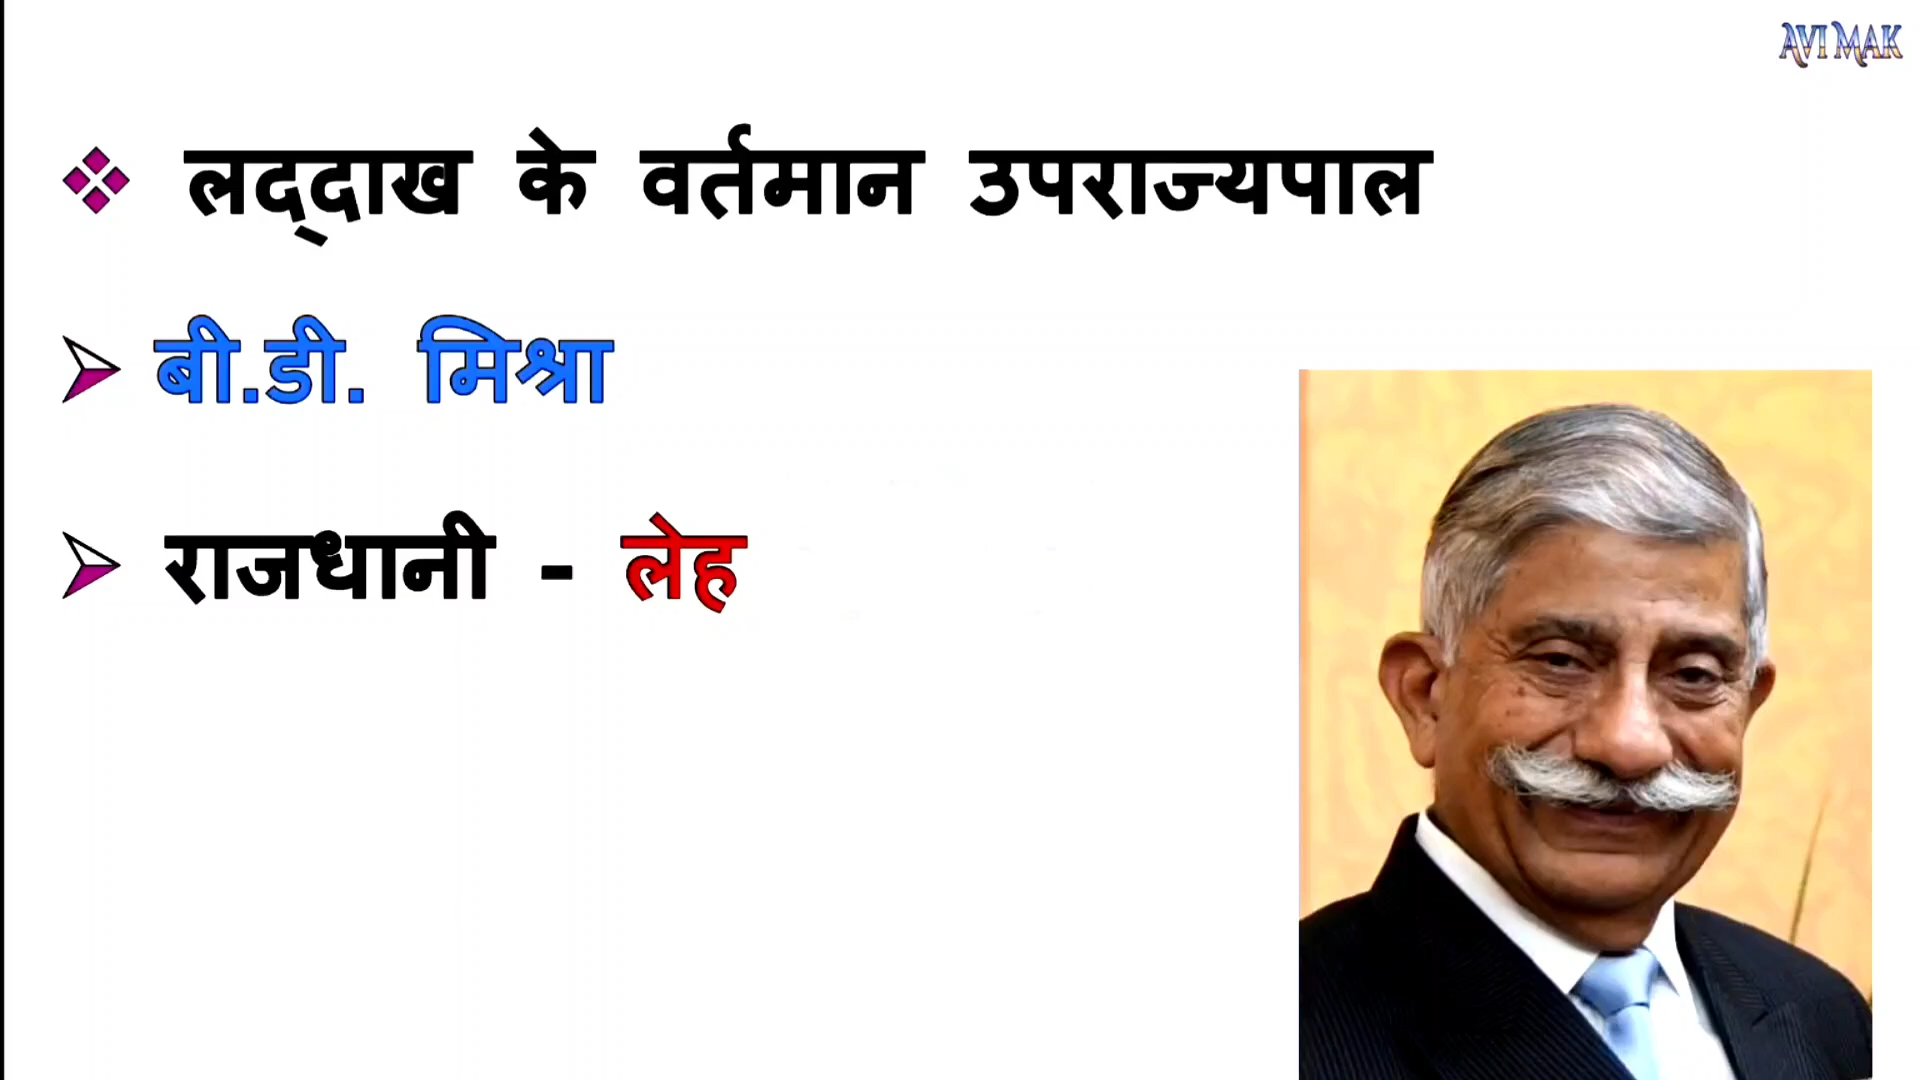 AVI MAK
लद्दाख के वर्तमान उपराज्यपाल
बी.डी. मिश्रा
राजधानी - लेह